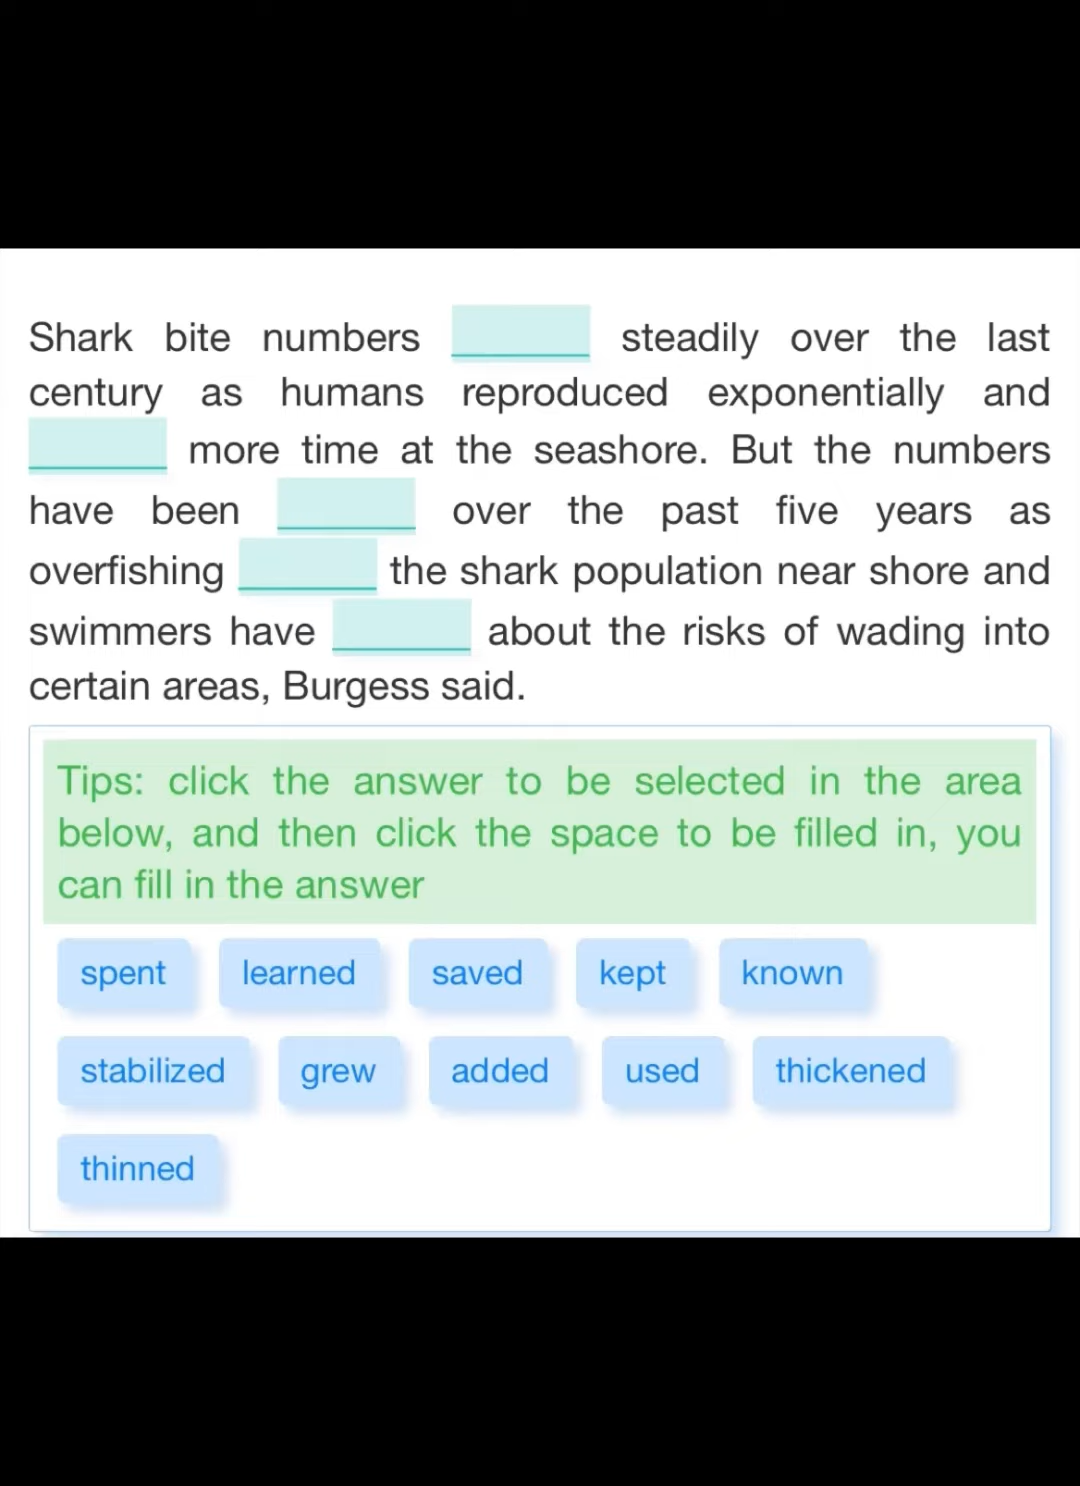 Shark bite numbers steadily over the last
century as humans reproduced exponentially and
more time at the seashore. But the numbers
have been over the past five years as
overfishing the shark population near shore and
swimmers have about the risks of wading into
certain areas, Burgess said.
Tips: click the answer to be selected in the area
below, and then click the space to be filled in, you
can fill in the answer
spent learned saved kept known
stabilized grew added used thickened
thinned